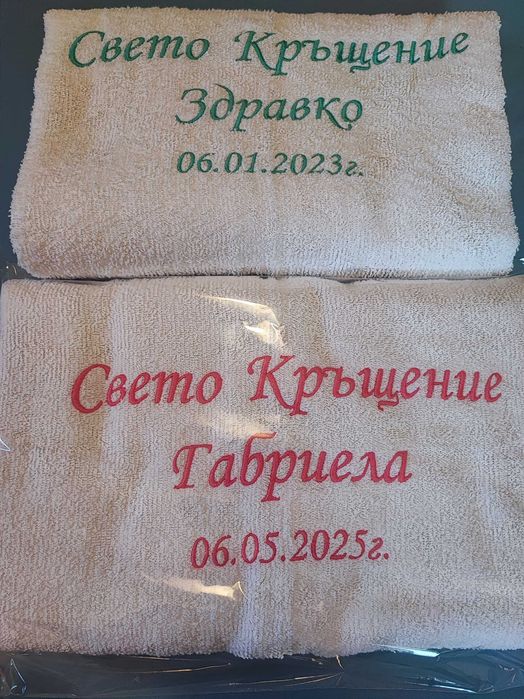 Свето Кръщение
Здравко
06.01.2023г.
Свето Кръщение
Габриела
06.05.2025г.